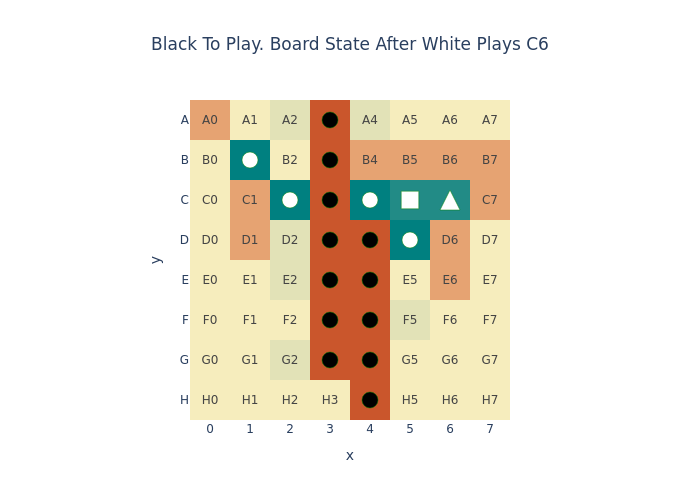 Black To Play. Board State After White Plays C6
A A0 A1 A2 A4 A5 A6 A7
B B0 B2 B4 B5 B6 B7
C C0 C1 C7
D D0 D1 D2 D6 D7
y
E E0 E1 E2 E5 E6 E7
F F0 F1 F2 F5 F6 F7
G G0 G1 G2 G5 G6 G7
H H0 H1 H2 H3 H5 H6 H7
0 1 2 3 4 5 6 7
x